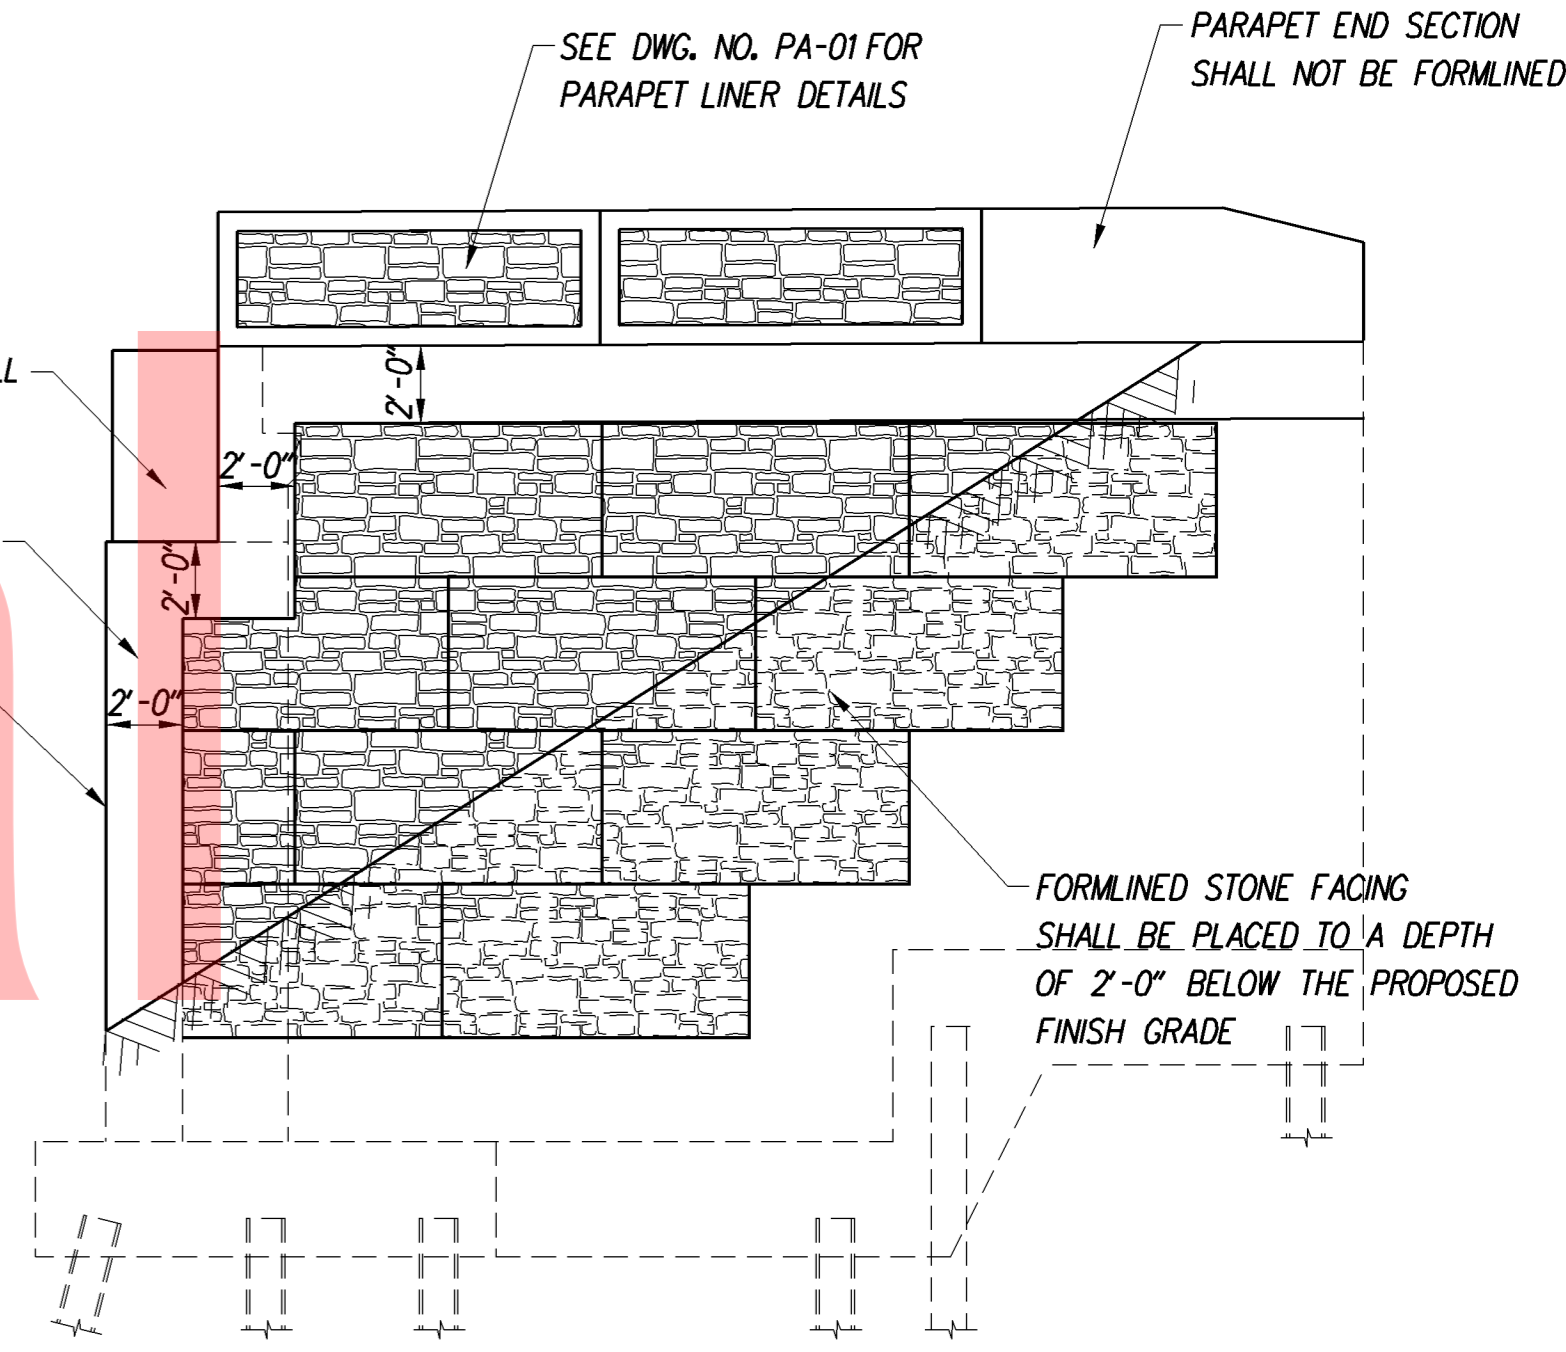 SEE DWG. NO. PA-01 FOR
PARAPET LINER DETAILS
PARAPET END SECTION
SHALL NOT BE FORMLINED
2'-0"
2'-0"
2'-0"
2'-0"
FORMLINED STONE FACING
SHALL BE PLACED TO A DEPTH
OF 2'-0" BELOW THE PROPOSED
FINISH GRADE